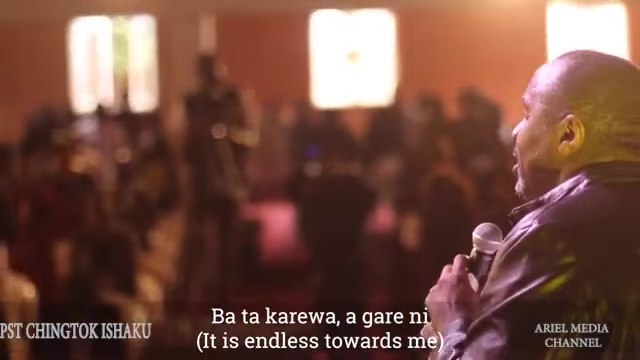 Ba ta karewa, a gare ni
(It is endless towards me)
PST CHINGTOK ISHAKU
ARIEL MEDIA
CHANNEL